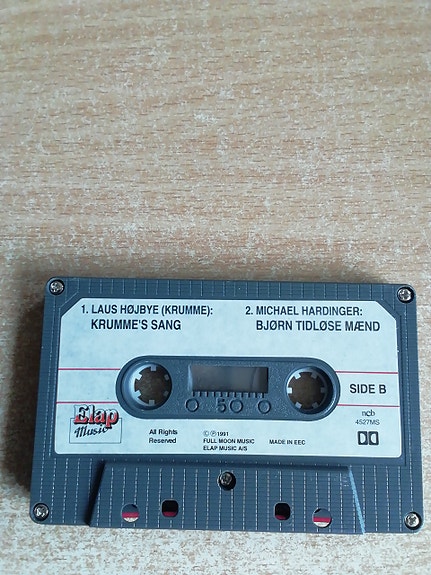 1. LAUS HØJBYE (KRUMME):
KRUMME'S SANG
2. MICHAEL HARDINGER:
BJØRN TIDLØSE MÆND
50
SIDE B
Elap
Music
All Rights
Reserved
©℗1991
FULL MOON MUSIC
ELAP MUSIC A/S
MADE IN EEC
ncb
4527MS